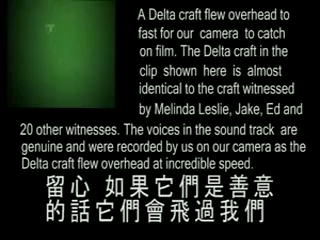 A Delta craft flew overhead to
fast for our camera to catch
on film. The Delta craft in the
clip shown here is almost
identical to the craft witnessed
by Melinda Leslie, Jake, Ed and
20 other witnesses. The voices in the sound track are
genuine and were recorded by us on our camera as the
Delta craft flew overhead at incredible speed.
留心 如果它們是善意
的話它們會飛過我們